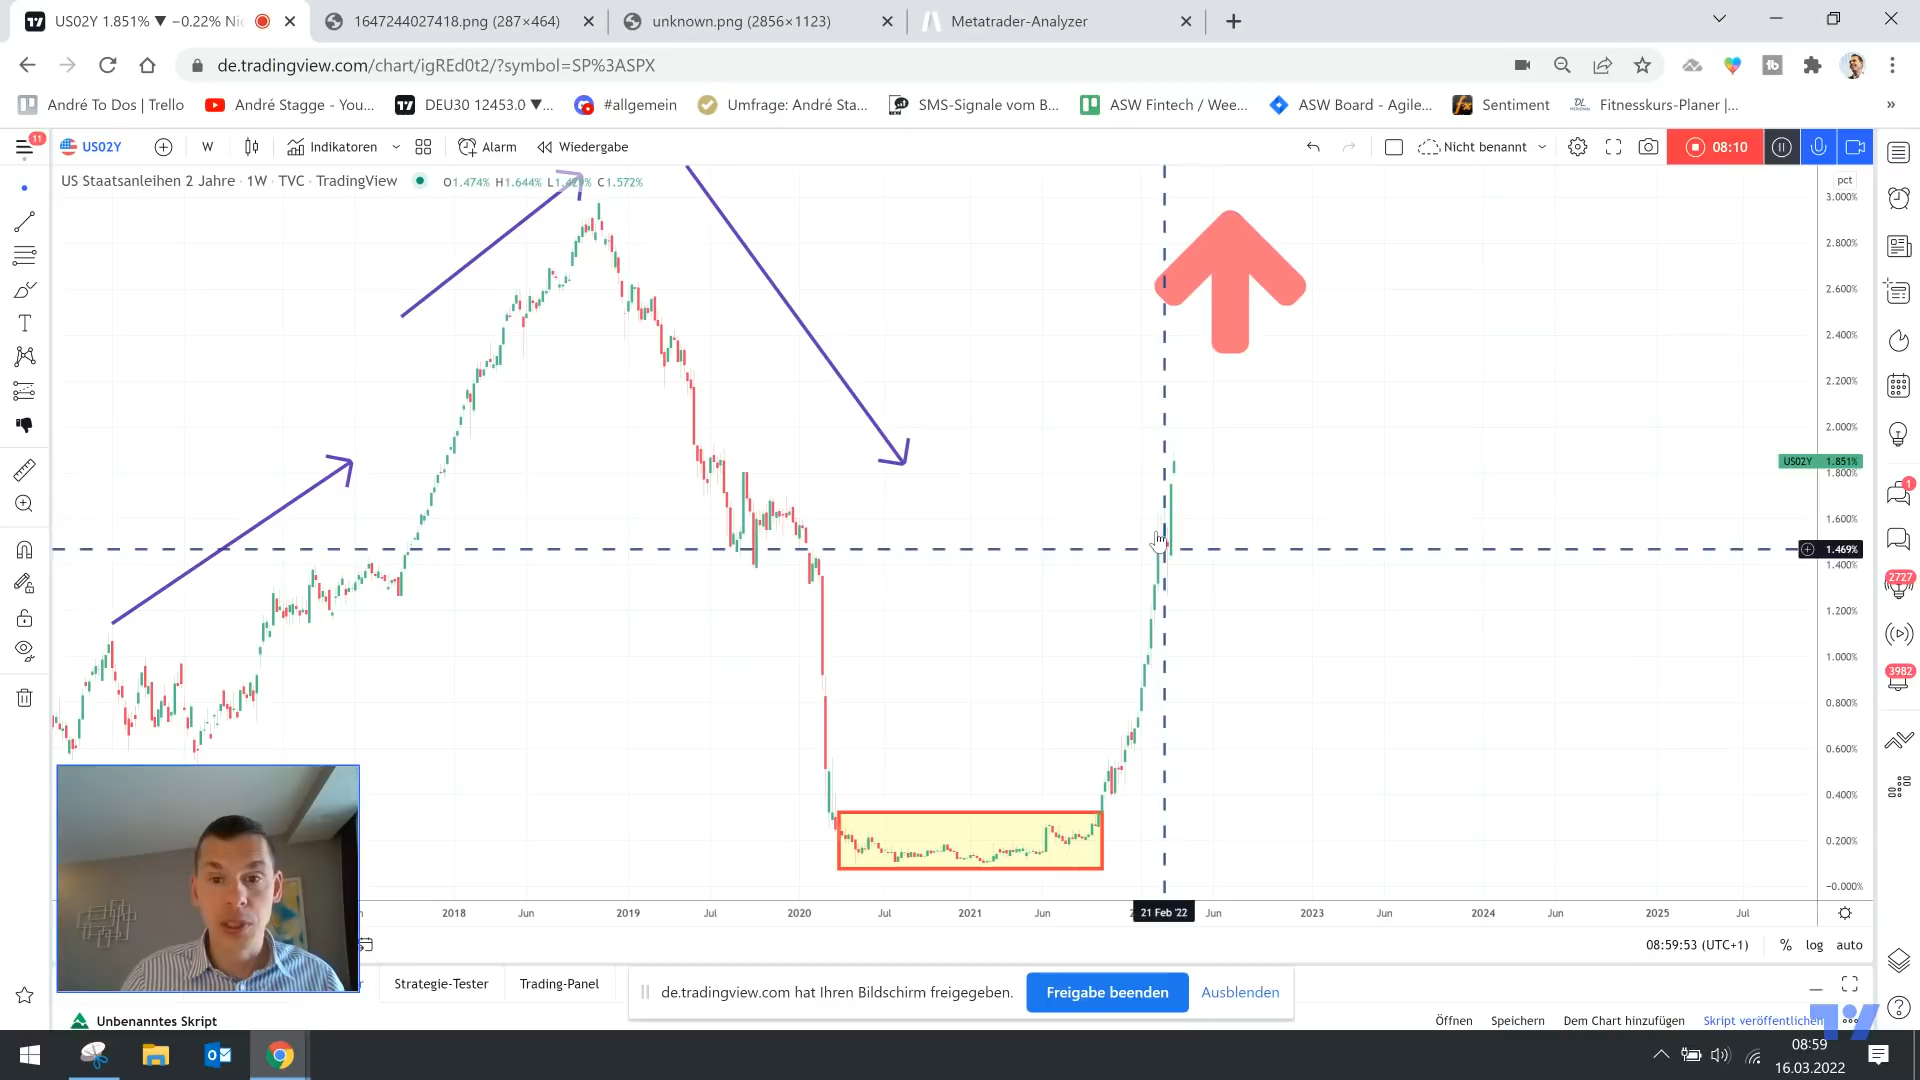 US02Y 1.851% ▼ −0.22% Nic
1647244027418.png (287×464)
unknown.png (2856×1123)
Metatrader-Analyzer
de.tradingview.com/chart/igREd0t2/?symbol=SP%3ASPX
André To Dos | Trello
André Stagge - You...
DEU30 12453.0 ▼...
#allgemein
Umfrage: André Sta...
SMS-Signale vom B...
ASW Fintech / Wee...
ASW Board - Agile...
Sentiment
Fitnesskurs-Planer |...
11
US02Y
W
Indikatoren
Alarm
Wiedergabe
Nicht benannt
08:10
US Staatsanleihen 2 Jahre · 1W · TVC · TradingView
O1.474% H1.644% L1.429% C1.572%
pct
3.000%
2.800%
2.600%
2.400%
2.200%
2.000%
US02Y 1.851%
1.800%
1.600%
1.469%
1.400%
1.200%
1.000%
0.800%
0.600%
0.400%
0.200%
−0.000%
1
2727
3982
2018
Jun
2019
Jul
2020
Jul
2021
Jun
21 Feb '22
Jun
2023
Jun
2024
Jun
2025
Jul
08:59:53 (UTC+1)
%
log
auto
Strategie-Tester
Trading-Panel
de.tradingview.com hat Ihren Bildschirm freigegeben.
Freigabe beenden
Ausblenden
Unbenanntes Skript
Öffnen
Speichern
Dem Chart hinzufügen
Skript veröffentlichen
08:59
16.03.2022